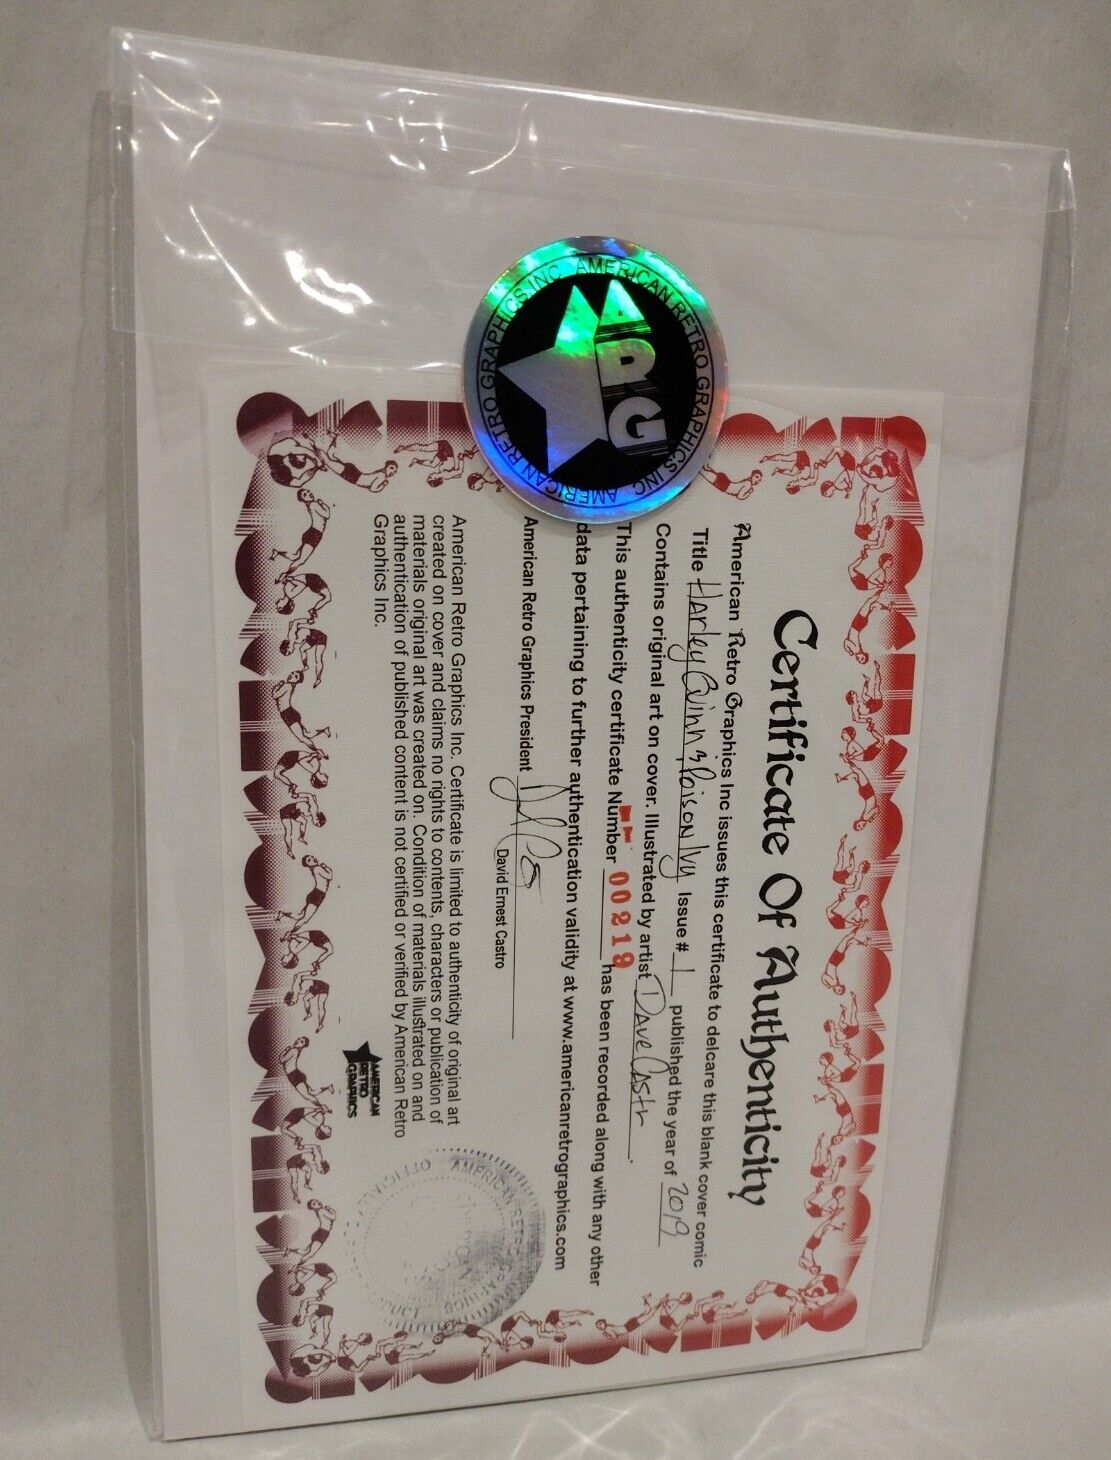 AMERICAN RETRO GRAPHICS INC AMERICAN RETRO GRAPHICS INC
ARG
Certificate Of Authenticity
American Retro Graphics Inc issues this certificate to delcare this blank cover comic
Title Harley Quinn & Poison Ivy Issue # 1 published the year of 2019
Contains original art on cover. Illustrated by artist Dave Castr.
This authenticity certificate Number 00219 has been recorded along with any other
data pertaining to further authentication validity at www.americanretrographics.com
American Retro Graphics President
David Ernest Castro
American Retro Graphics Inc. Certificate is limited to authenticity of original art
created on cover and claims no rights to contents, characters or publication of
materials original art was created on. Condition of materials illustrated on and
authentication of published content is not certified or verified by American Retro
Graphics Inc.
AMERICAN
RETRO
GRAPHICS
AMERICAN RETRO GRAPHICS
OFFICIAL